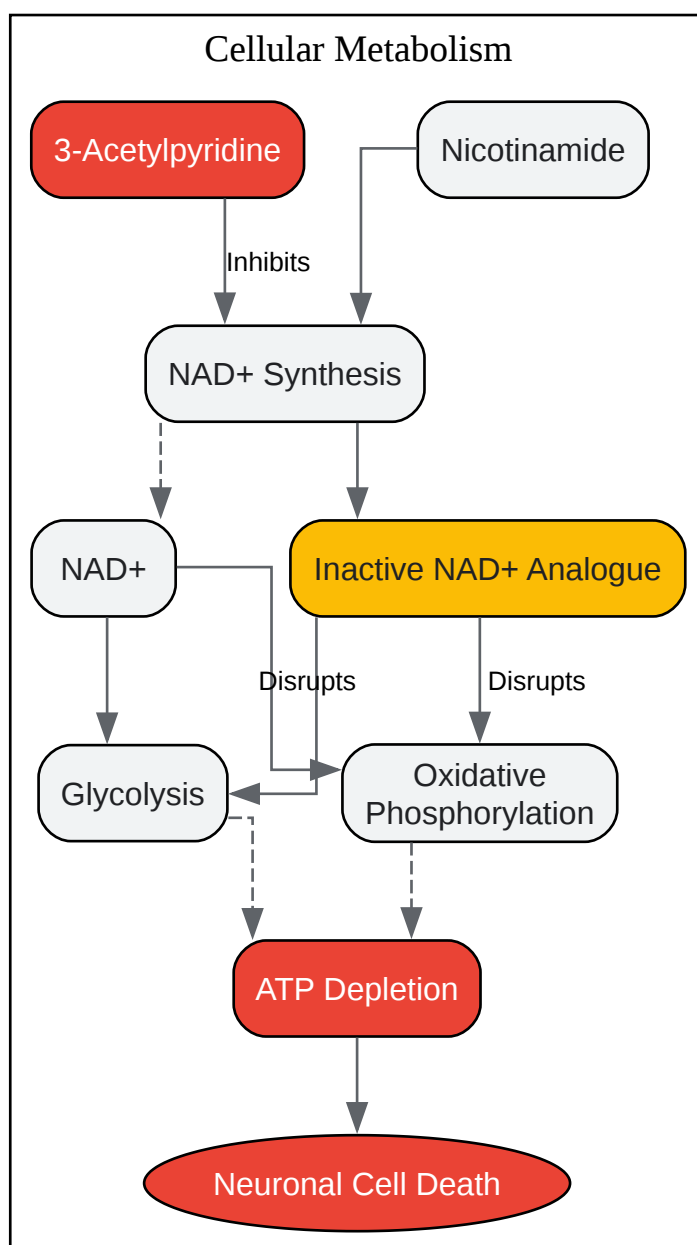 Cellular Metabolism
3-Acetylpyridine
Nicotinamide
Inhibits
NAD+ Synthesis
NAD+
Inactive NAD+ Analogue
Disrupts
Disrupts
Glycolysis
Oxidative
Phosphorylation
ATP Depletion
Neuronal Cell Death